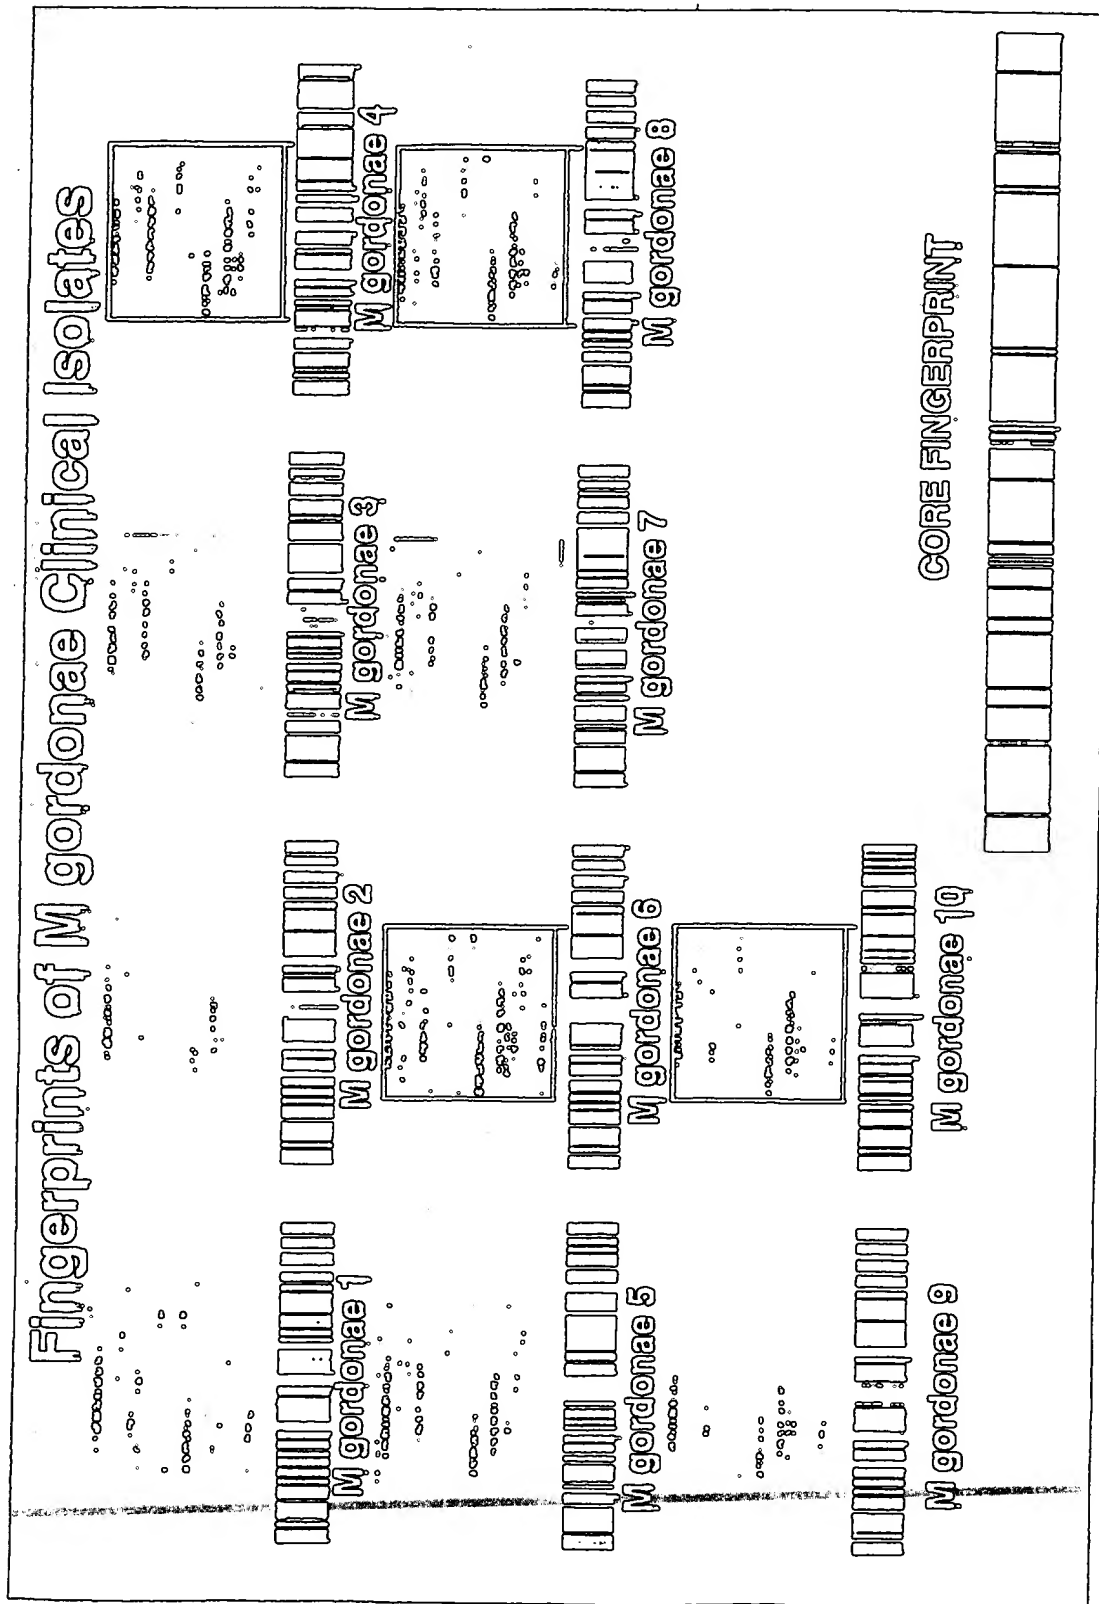 Fingerprints of M gordonae Clinical Isolates
M gordonae 1
M gordonae 2
M gordonae 3
M gordonae 4
M gordonae 5
M gordonae 6
M gordonae 7
M gordonae 8
M gordonae 9
M gordonae 10
CORE FINGERPRINT